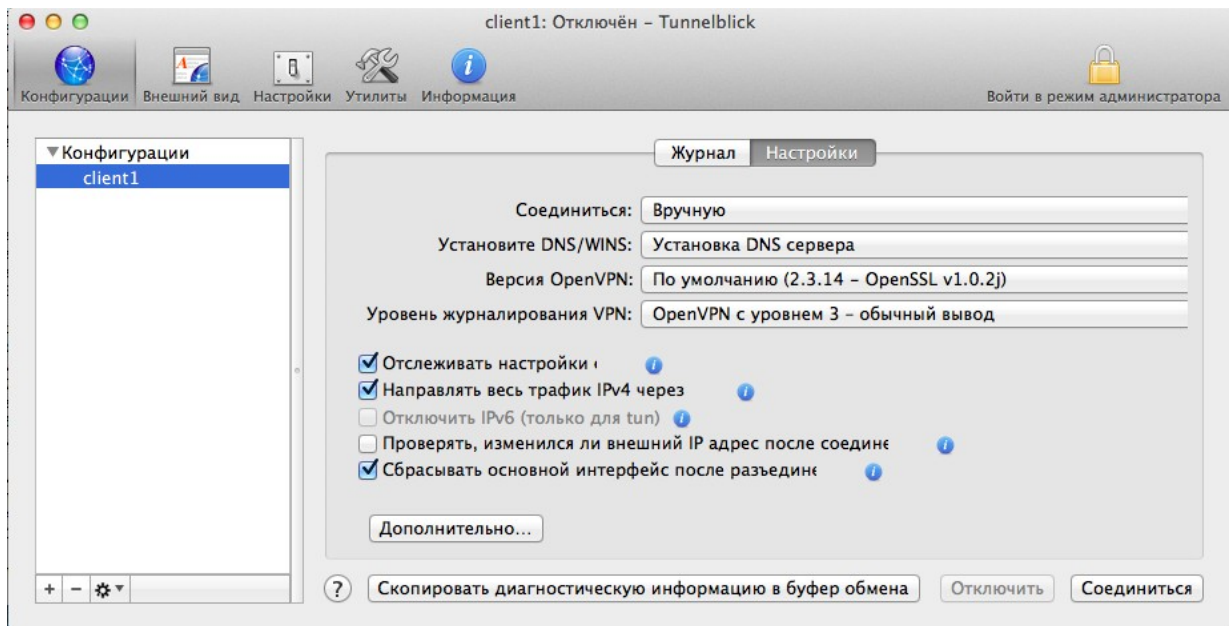 client1: Отключён – Tunnelblick
Конфигурации Внешний вид Настройки Утилиты Информация Войти в режим администратора
Конфигурации
client1
Журнал Настройки
Соединиться: Вручную
Установите DNS/WINS: Установка DNS сервера
Версия OpenVPN: По умолчанию (2.3.14 – OpenSSL v1.0.2j)
Уровень журналирования VPN: OpenVPN с уровнем 3 – обычный вывод
Отслеживать настройки
Направлять весь трафик IPv4 через
Отключить IPv6 (только для tun)
Проверять, изменился ли внешний IP адрес после соедине
Сбрасывать основной интерфейс после разъедине
Дополнительно...
? Скопировать диагностическую информацию в буфер обмена Отключить Соединиться